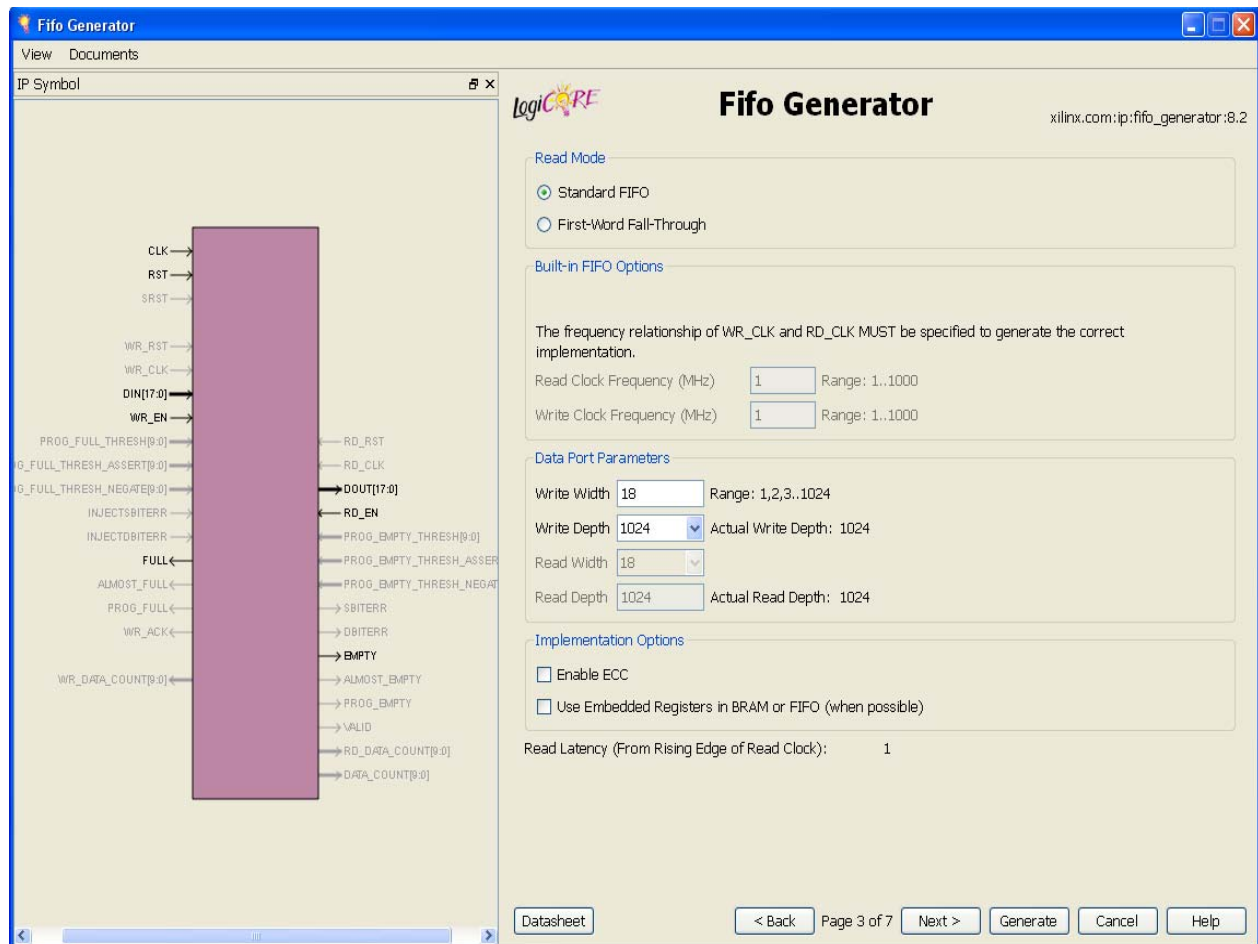 Fifo Generator
View Documents
IP Symbol
CLK
RST
SRST
WR_RST
WR_CLK
DIN[17:0]
WR_EN
PROG_FULL_THRESH[9:0]
RD_RST
G_FULL_THRESH_ASSERT[9:0]
RD_CLK
G_FULL_THRESH_NEGATE[9:0]
DOUT[17:0]
INJECTSBITERR
RD_EN
INJECTDBITERR
PROG_EMPTY_THRESH[9:0]
FULL
PROG_EMPTY_THRESH_ASSER
ALMOST_FULL
PROG_EMPTY_THRESH_NEGAT
PROG_FULL
SBITERR
WR_ACK
DBITERR
EMPTY
WR_DATA_COUNT[9:0]
ALMOST_EMPTY
PROG_EMPTY
VALID
RD_DATA_COUNT[9:0]
DATA_COUNT[9:0]
LogiCORE
Fifo Generator
xilinx.com:ip:fifo_generator:8.2
Read Mode
Standard FIFO
First-Word Fall-Through
Built-in FIFO Options
The frequency relationship of WR_CLK and RD_CLK MUST be specified to generate the correct
implementation.
Read Clock Frequency (MHz) 1 Range: 1..1000
Write Clock Frequency (MHz) 1 Range: 1..1000
Data Port Parameters
Write Width 18 Range: 1,2,3..1024
Write Depth 1024 Actual Write Depth: 1024
Read Width 18
Read Depth 1024 Actual Read Depth: 1024
Implementation Options
Enable ECC
Use Embedded Registers in BRAM or FIFO (when possible)
Read Latency (From Rising Edge of Read Clock): 1
Datasheet < Back Page 3 of 7 Next > Generate Cancel Help